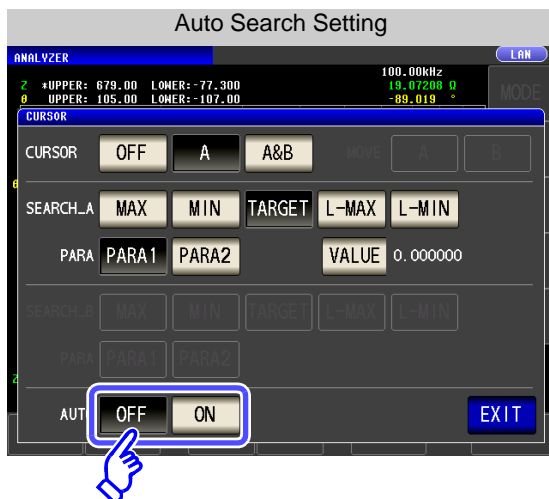 Auto Search Setting
ANALYZER LAN
100.00kHz
Z *UPPER: 679.00 LOWER:-77.300 19.07208 Ω
θ UPPER: 105.00 LOWER:-107.00 -89.019 °
MODE
CURSOR
CURSOR OFF A A&B MOVE A B
θ
SEARCH_A MAX MIN TARGET L-MAX L-MIN
PARA PARA1 PARA2 VALUE 0.000000
SEARCH_B MAX MIN TARGET L-MAX L-MIN
PARA PARA1 PARA2
Z
AUT OFF ON EXIT